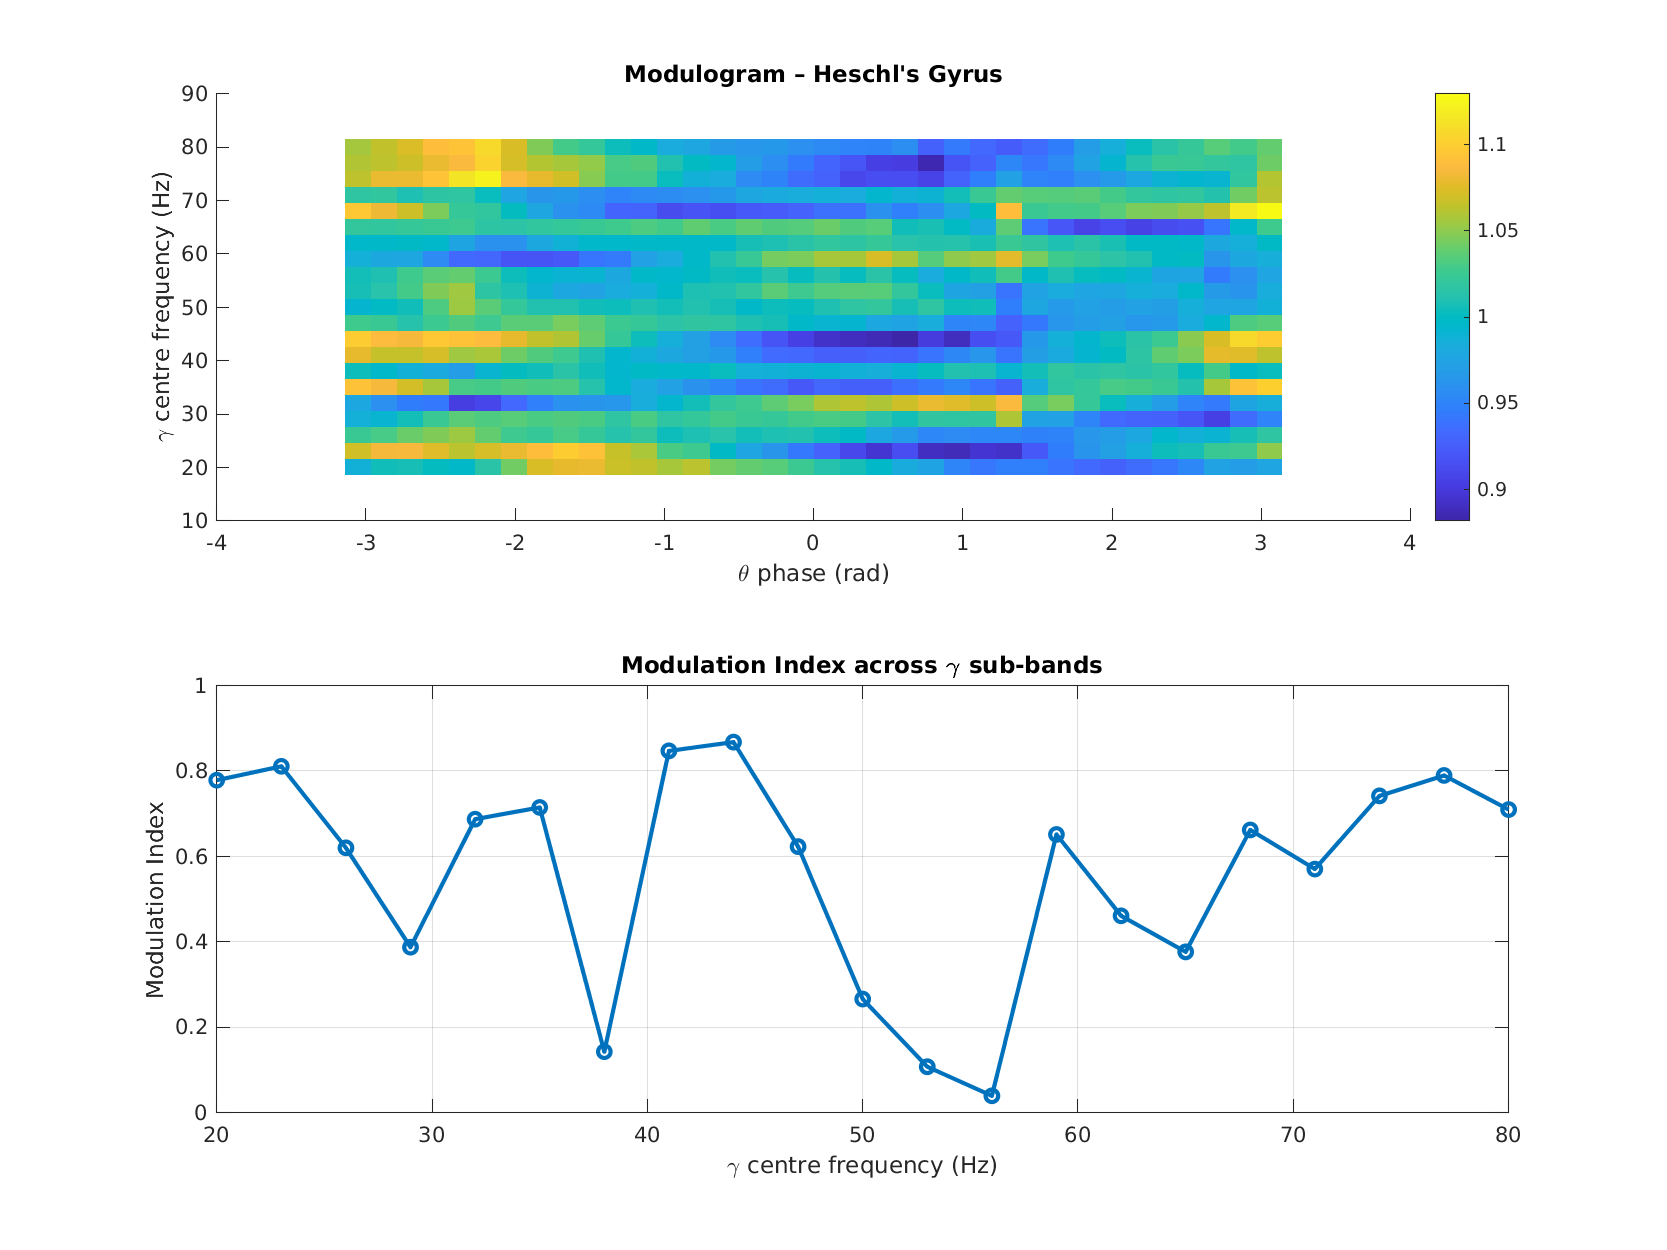 Modulogram – Heschl's Gyrus
90
80
70
60
50
40
30
20
10
γ centre frequency (Hz)
-4 -3 -2 -1 0 1 2 3 4
θ phase (rad)
1.1
1.05
1
0.95
0.9
Modulation Index across γ sub-bands
1
0.8
0.6
0.4
0.2
0
Modulation Index
20 30 40 50 60 70 80
γ centre frequency (Hz)